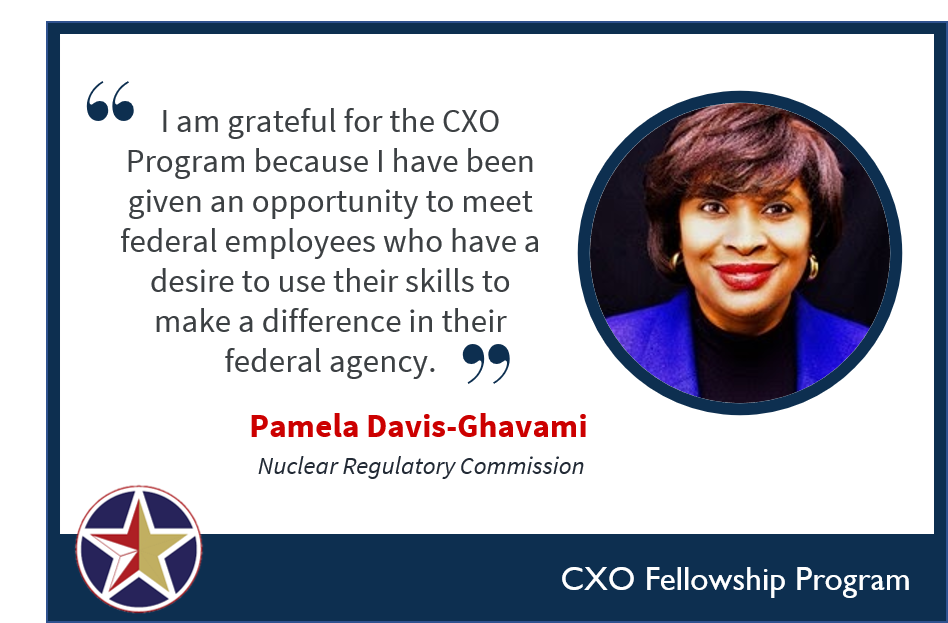 “ I am grateful for the CXO
Program because I have been
given an opportunity to meet
federal employees who have a
desire to use their skills to
make a difference in their
federal agency. ”
Pamela Davis-Ghavami
Nuclear Regulatory Commission
CXO Fellowship Program